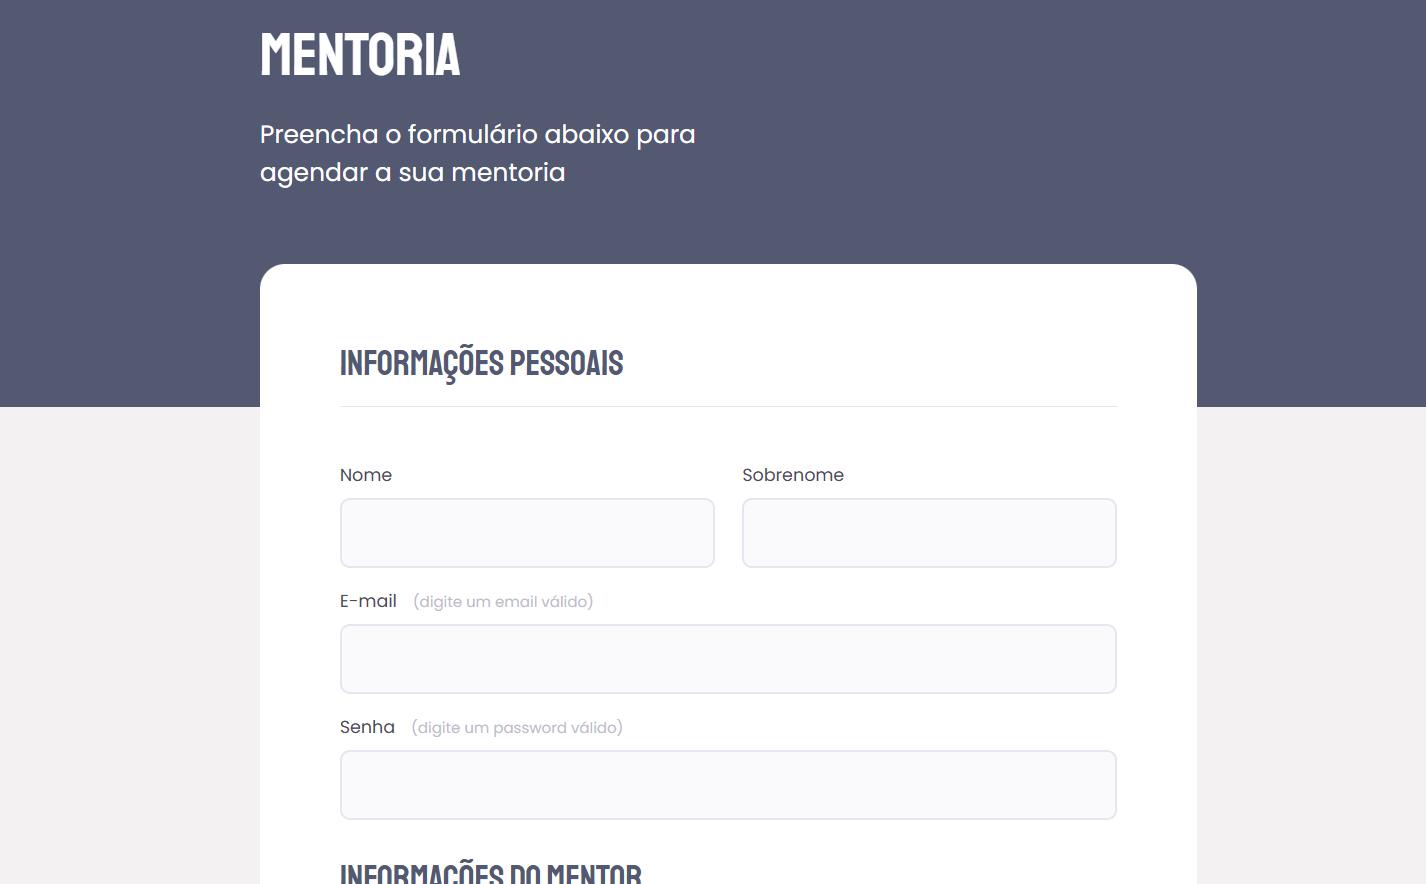 MENTORIA
Preencha o formulário abaixo para
agendar a sua mentoria
INFORMAÇÕES PESSOAIS
Nome
Sobrenome
E-mail (digite um email válido)
Senha (digite um password válido)
INFORMAÇÕES DO MENTOR